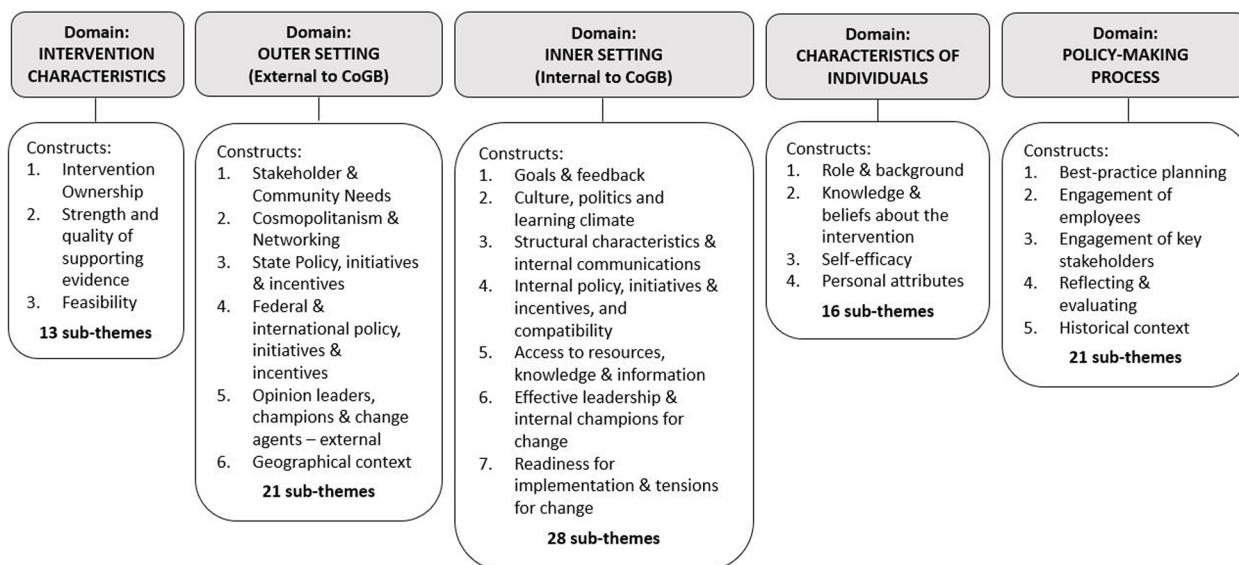 Domain:
INTERVENTION
CHARACTERISTICS
Constructs:
1. Intervention
Ownership
2. Strength and
quality of
supporting
evidence
3. Feasibility
13 sub-themes
Domain:
OUTER SETTING
(External to CoGB)
Constructs:
1. Stakeholder &
Community Needs
2. Cosmopolitanism &
Networking
3. State Policy, initiatives
& incentives
4. Federal &
international policy,
initiatives &
incentives
5. Opinion leaders,
champions & change
agents – external
6. Geographical context
21 sub-themes
Domain:
INNER SETTING
(Internal to CoGB)
Constructs:
1. Goals & feedback
2. Culture, politics and
learning climate
3. Structural characteristics &
internal communications
4. Internal policy, initiatives &
incentives, and
compatibility
5. Access to resources,
knowledge & information
6. Effective leadership &
internal champions for
change
7. Readiness for
implementation & tensions
for change
28 sub-themes
Domain:
CHARACTERISTICS OF
INDIVIDUALS
Constructs:
1. Role & background
2. Knowledge &
beliefs about the
intervention
3. Self-efficacy
4. Personal attributes
16 sub-themes
Domain:
POLICY-MAKING
PROCESS
Constructs:
1. Best-practice planning
2. Engagement of
employees
3. Engagement of key
stakeholders
4. Reflecting &
evaluating
5. Historical context
21 sub-themes